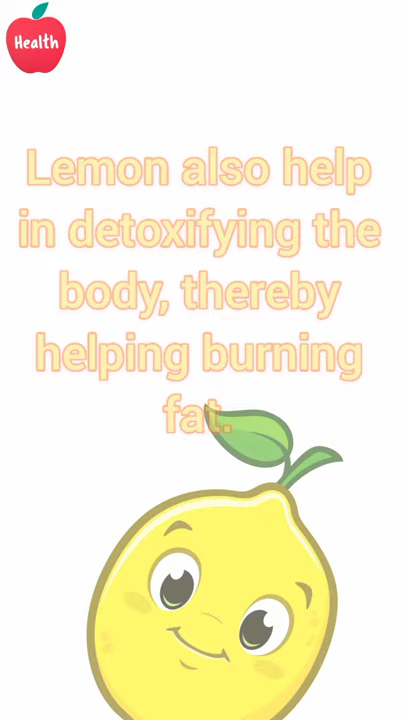 Health
Lemon also help
in detoxifying the
body, thereby
helping burning
fat.